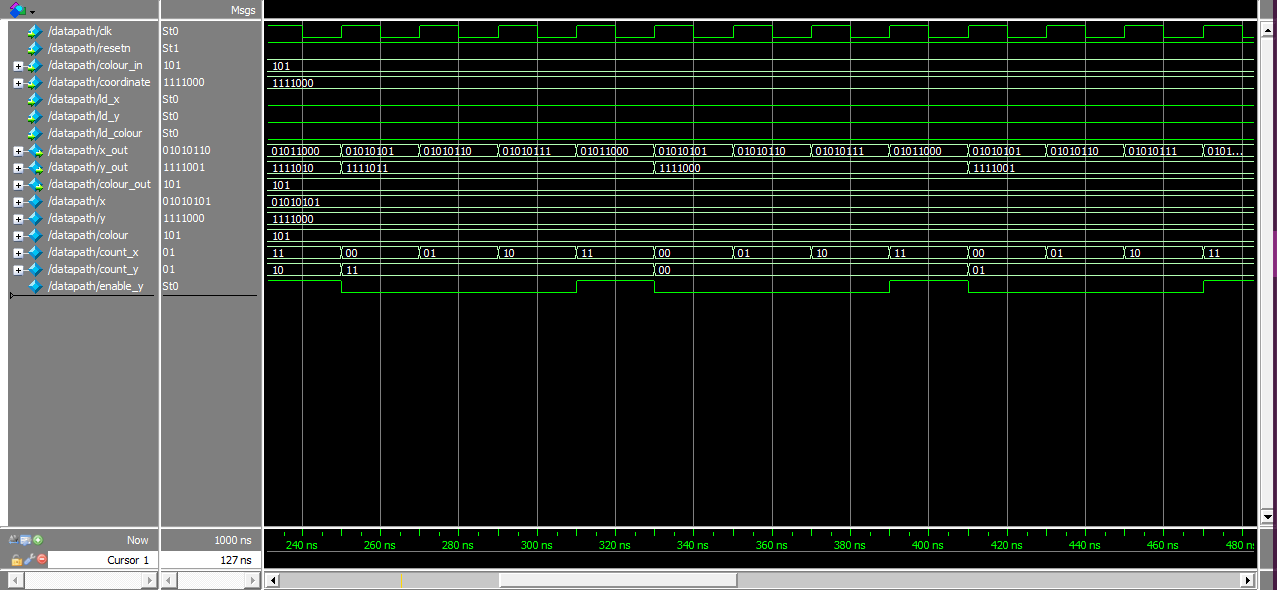 Msgs
/datapath/clk St0
/datapath/resetn St1
/datapath/colour_in 101 101
/datapath/coordinate 1111000 1111000
/datapath/ld_x St0
/datapath/ld_y St0
/datapath/ld_colour St0
/datapath/x_out 01010110 01011000 01010101 01010110 01010111 01011000 01010101 01010110 01010111 01011000 01010101 01010110 01010111 0101...
/datapath/y_out 1111001 1111010 1111011 1111000 1111001
/datapath/colour_out 101 101
/datapath/x 01010101 01010101
/datapath/y 1111000 1111000
/datapath/colour 101 101
/datapath/count_x 01 11 00 01 10 11 00 01 10 11 00 01 10 11
/datapath/count_y 01 10 11 00 01
/datapath/enable_y St0
Now 1000 ns 240 ns 260 ns 280 ns 300 ns 320 ns 340 ns 360 ns 380 ns 400 ns 420 ns 440 ns 460 ns 480 n
Cursor 1 127 ns